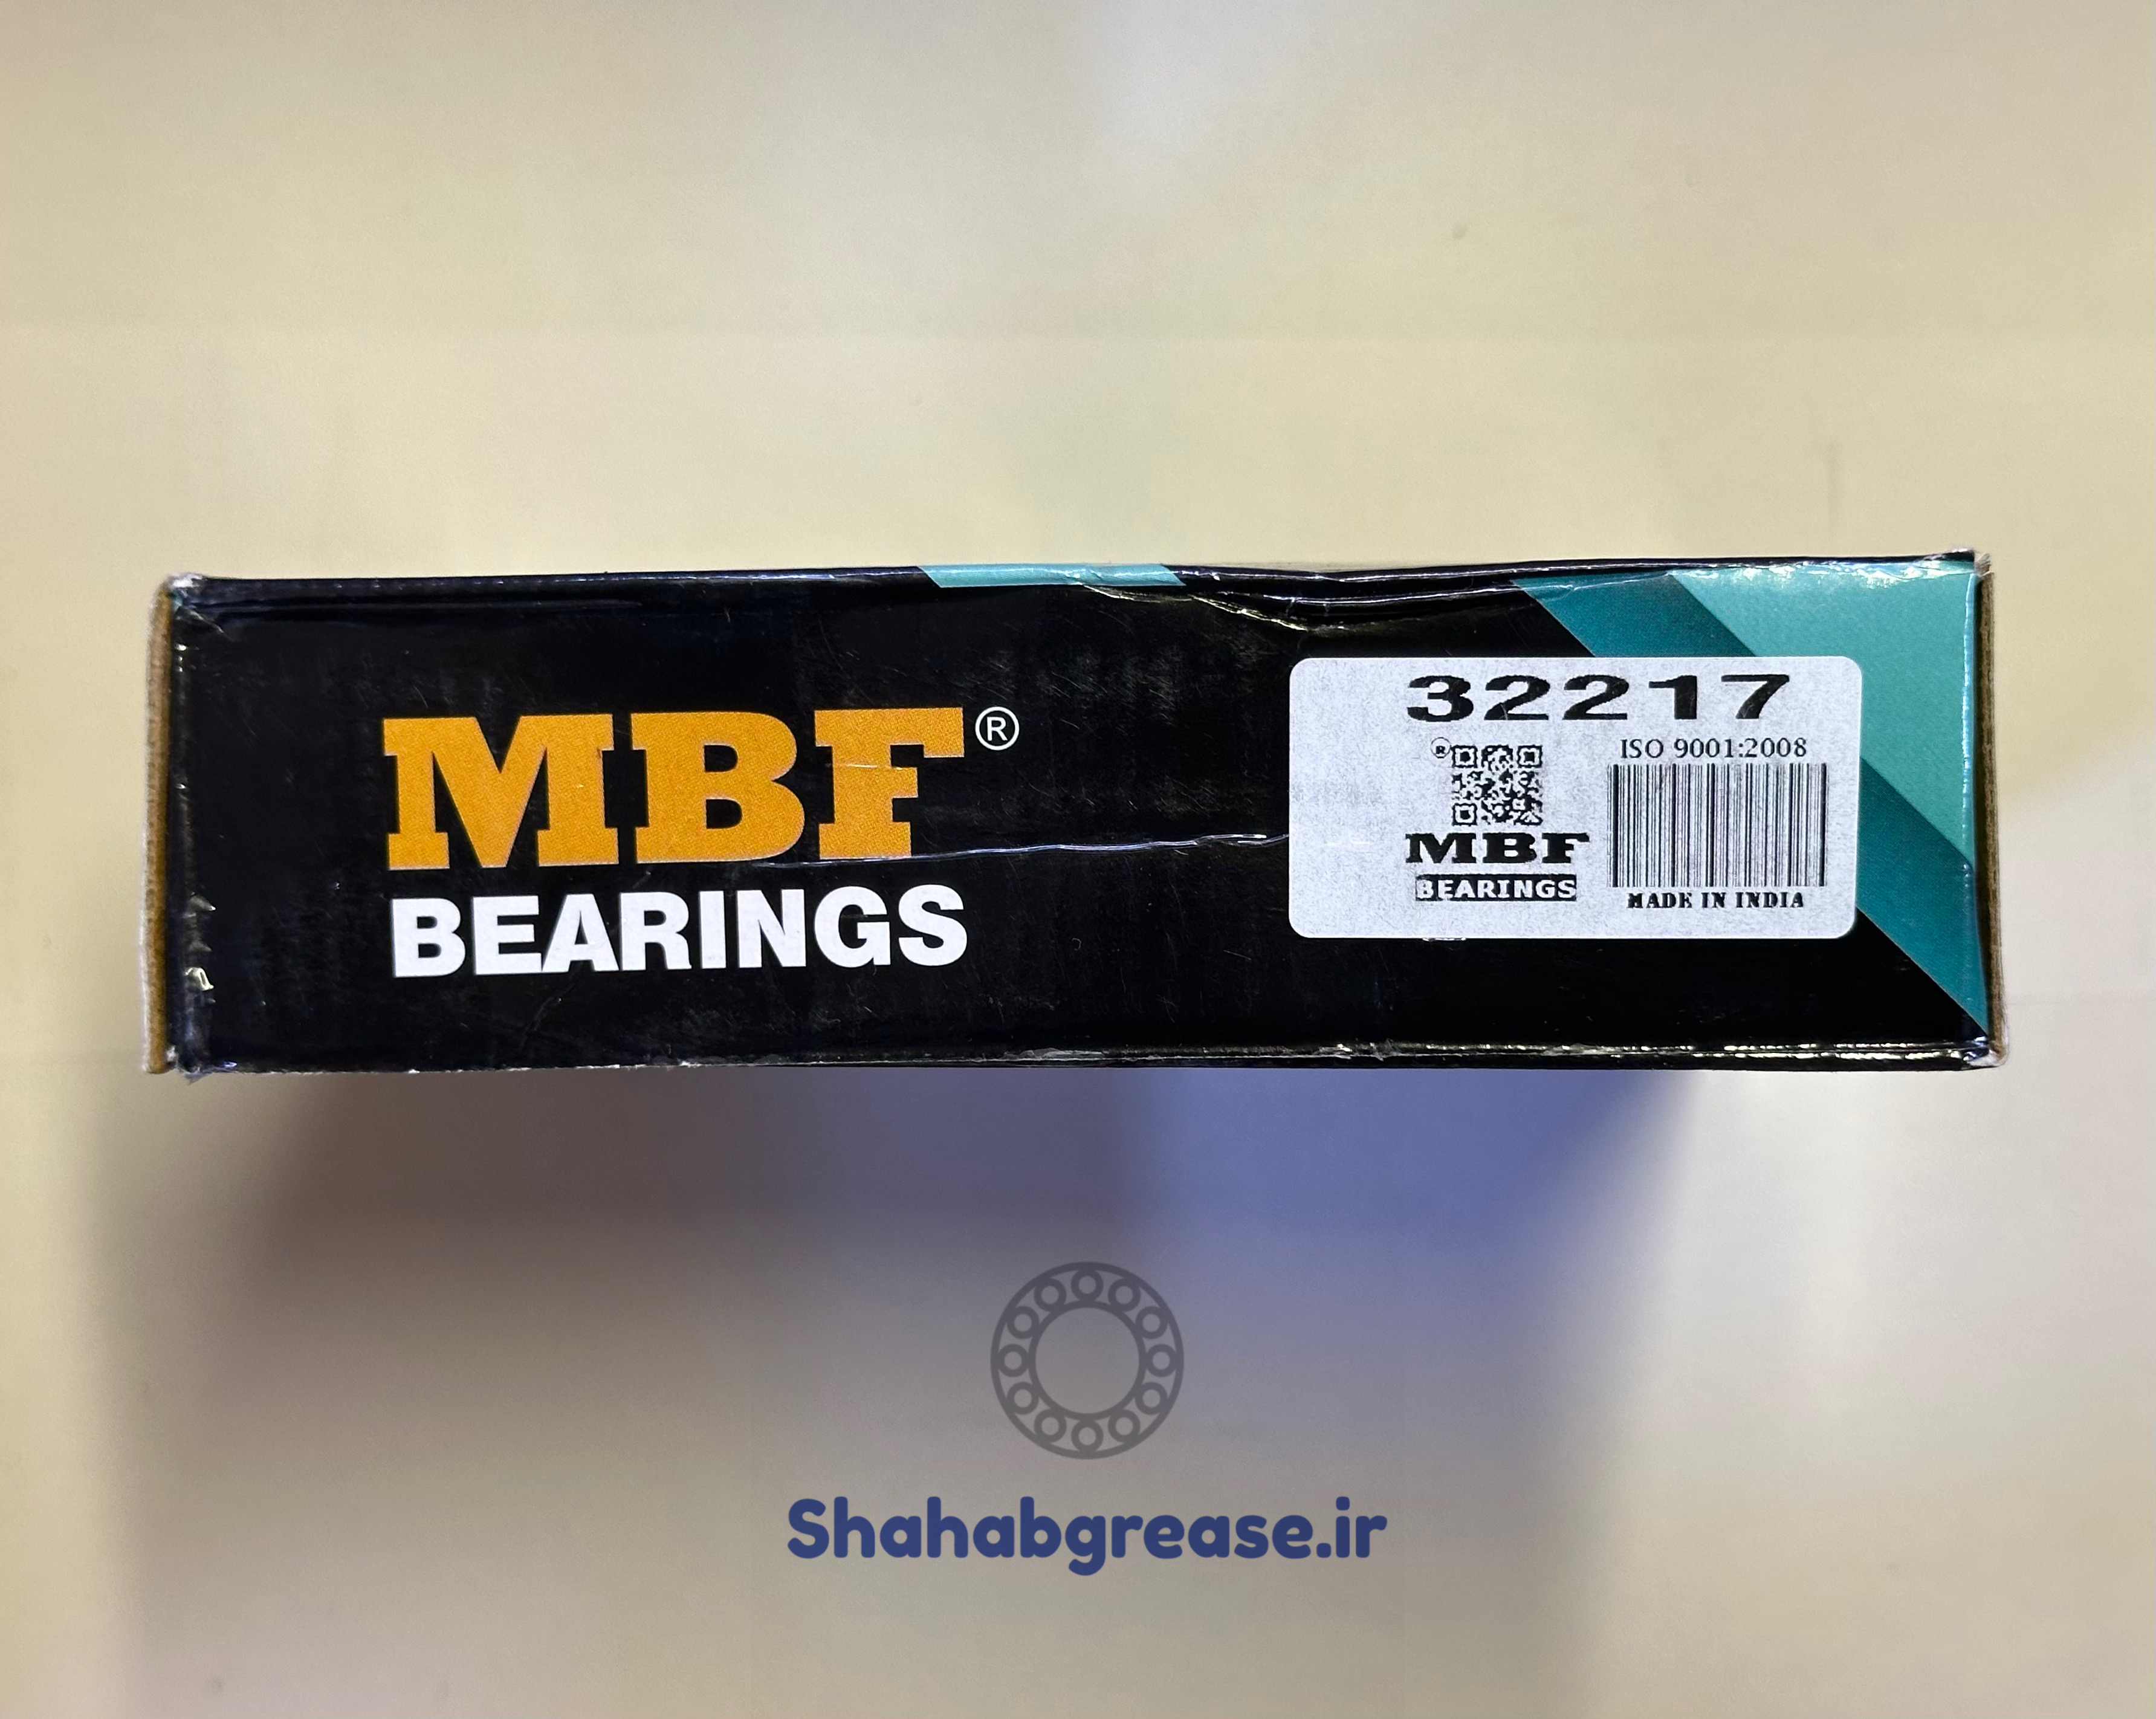 MBF®
BEARINGS
32217
®
ISO 9001:2008
MBF
BEARINGS
MADE IN INDIA
Shahabgrease.ir